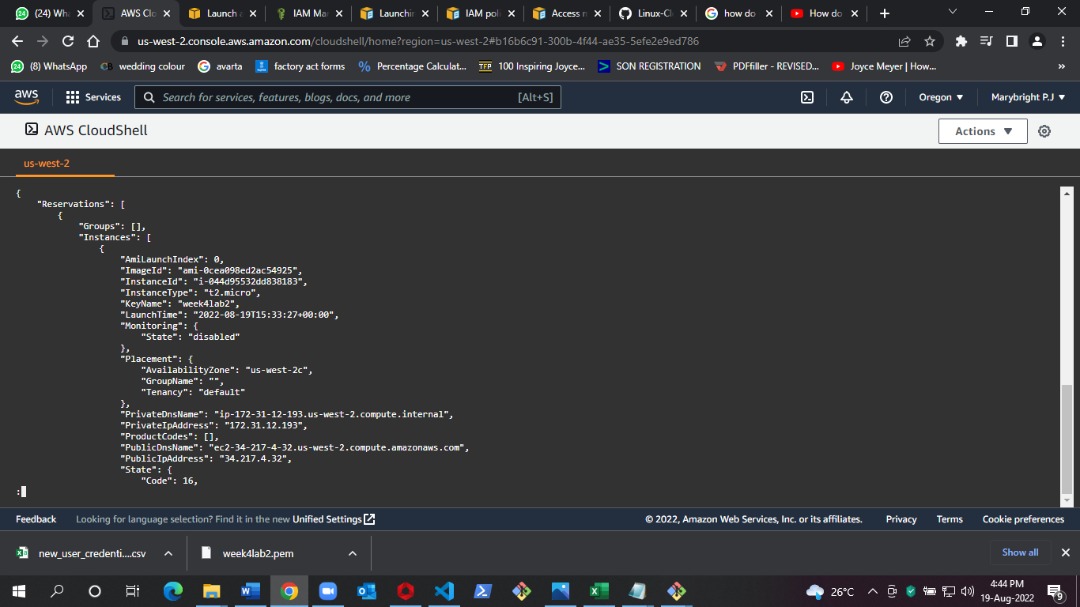 (24) Wha
AWS Clo
Launch a
IAM Ma
Launchin
IAM pol
Access m
Linux-Cl
how do
How do
us-west-2.console.aws.amazon.com/cloudshell/home?region=us-west-2#b16b6c91-300b-4f44-ae35-5efe2e9ed786
(8) WhatsApp
wedding colour
avarta
factory act forms
Percentage Calculat...
100 Inspiring Joyce...
SON REGISTRATION
PDFfiller - REVISED...
Joyce Meyer | How...
»
aws
Services
Search for services, features, blogs, docs, and more
[Alt+S]
Oregon ▼
Marybright P.J ▼
AWS CloudShell
Actions ▼
us-west-2
{
"Reservations": [
{
"Groups": [],
"Instances": [
{
"AmiLaunchIndex": 0,
"ImageId": "ami-0cea098ed2ac54925",
"InstanceId": "i-044d95532dd838183",
"InstanceType": "t2.micro",
"KeyName": "week4lab2",
"LaunchTime": "2022-08-19T15:33:27+00:00",
"Monitoring": {
"State": "disabled"
},
"Placement": {
"AvailabilityZone": "us-west-2c",
"GroupName": "",
"Tenancy": "default"
},
"PrivateDnsName": "ip-172-31-12-193.us-west-2.compute.internal",
"PrivateIpAddress": "172.31.12.193",
"ProductCodes": [],
"PublicDnsName": "ec2-34-217-4-32.us-west-2.compute.amazonaws.com",
"PublicIpAddress": "34.217.4.32",
"State": {
"Code": 16,
:
Feedback
Looking for language selection? Find it in the new Unified Settings
© 2022, Amazon Web Services, Inc. or its affiliates.
Privacy
Terms
Cookie preferences
new_user_credenti....csv
week4lab2.pem
Show all
26°C
4:44 PM
19-Aug-2022
9